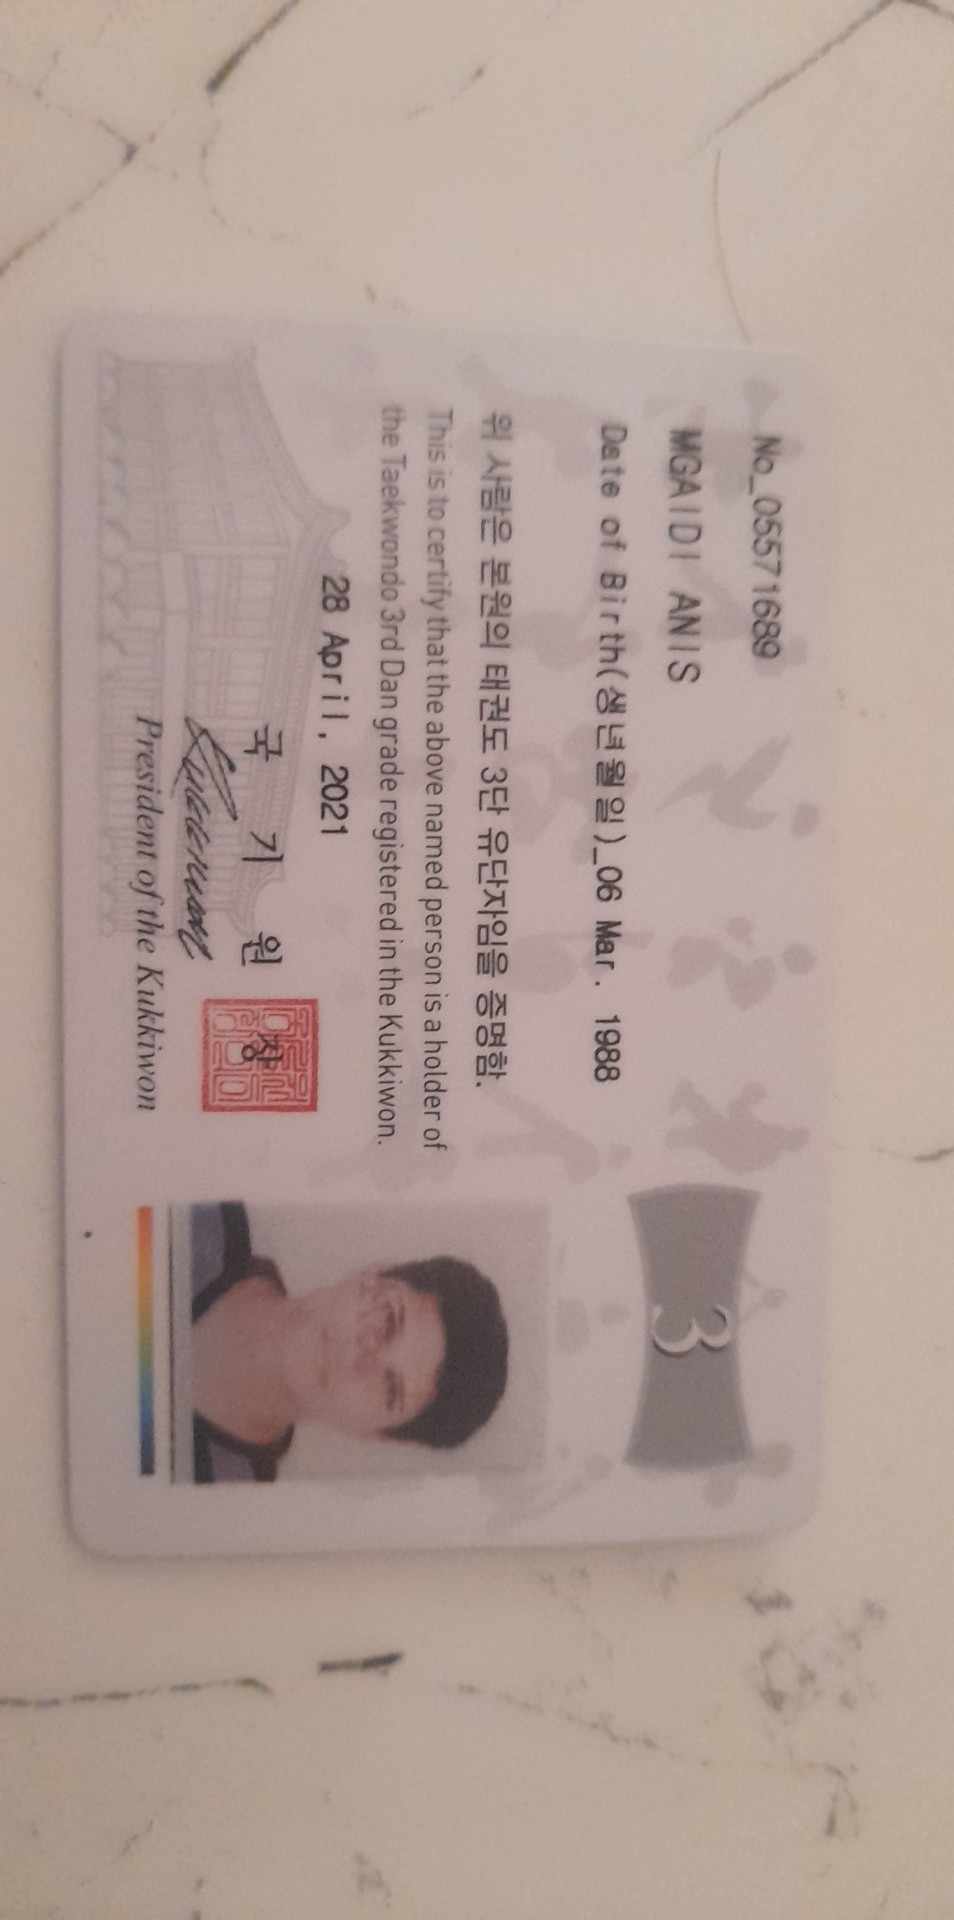 No_05571689
3
MGAIDI ANIS
Date of Birth(생년월일)_06 Mar. 1988
위 사람은 본원의 태권도 3단 유단자임을 증명함.
This is to certify that the above named person is a holder of
the Taekwondo 3rd Dan grade registered in the Kukkiwon.
28 April, 2021
국 기 원 장
President of the Kukkiwon